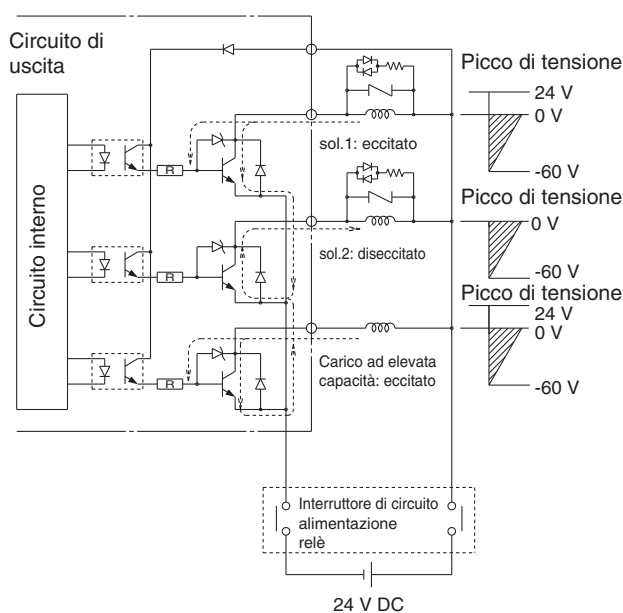 Circuito di
uscita
Picco di tensione
24 V
0 V
-60 V
sol.1: eccitato
R
Picco di tensione
0 V
-60 V
sol.2: diseccitato
R
Circuito interno
Picco di tensione
24 V
0 V
-60 V
Carico ad elevata
capacità: eccitato
R
Interruttore di circuito
alimentazione
relè
24 V DC